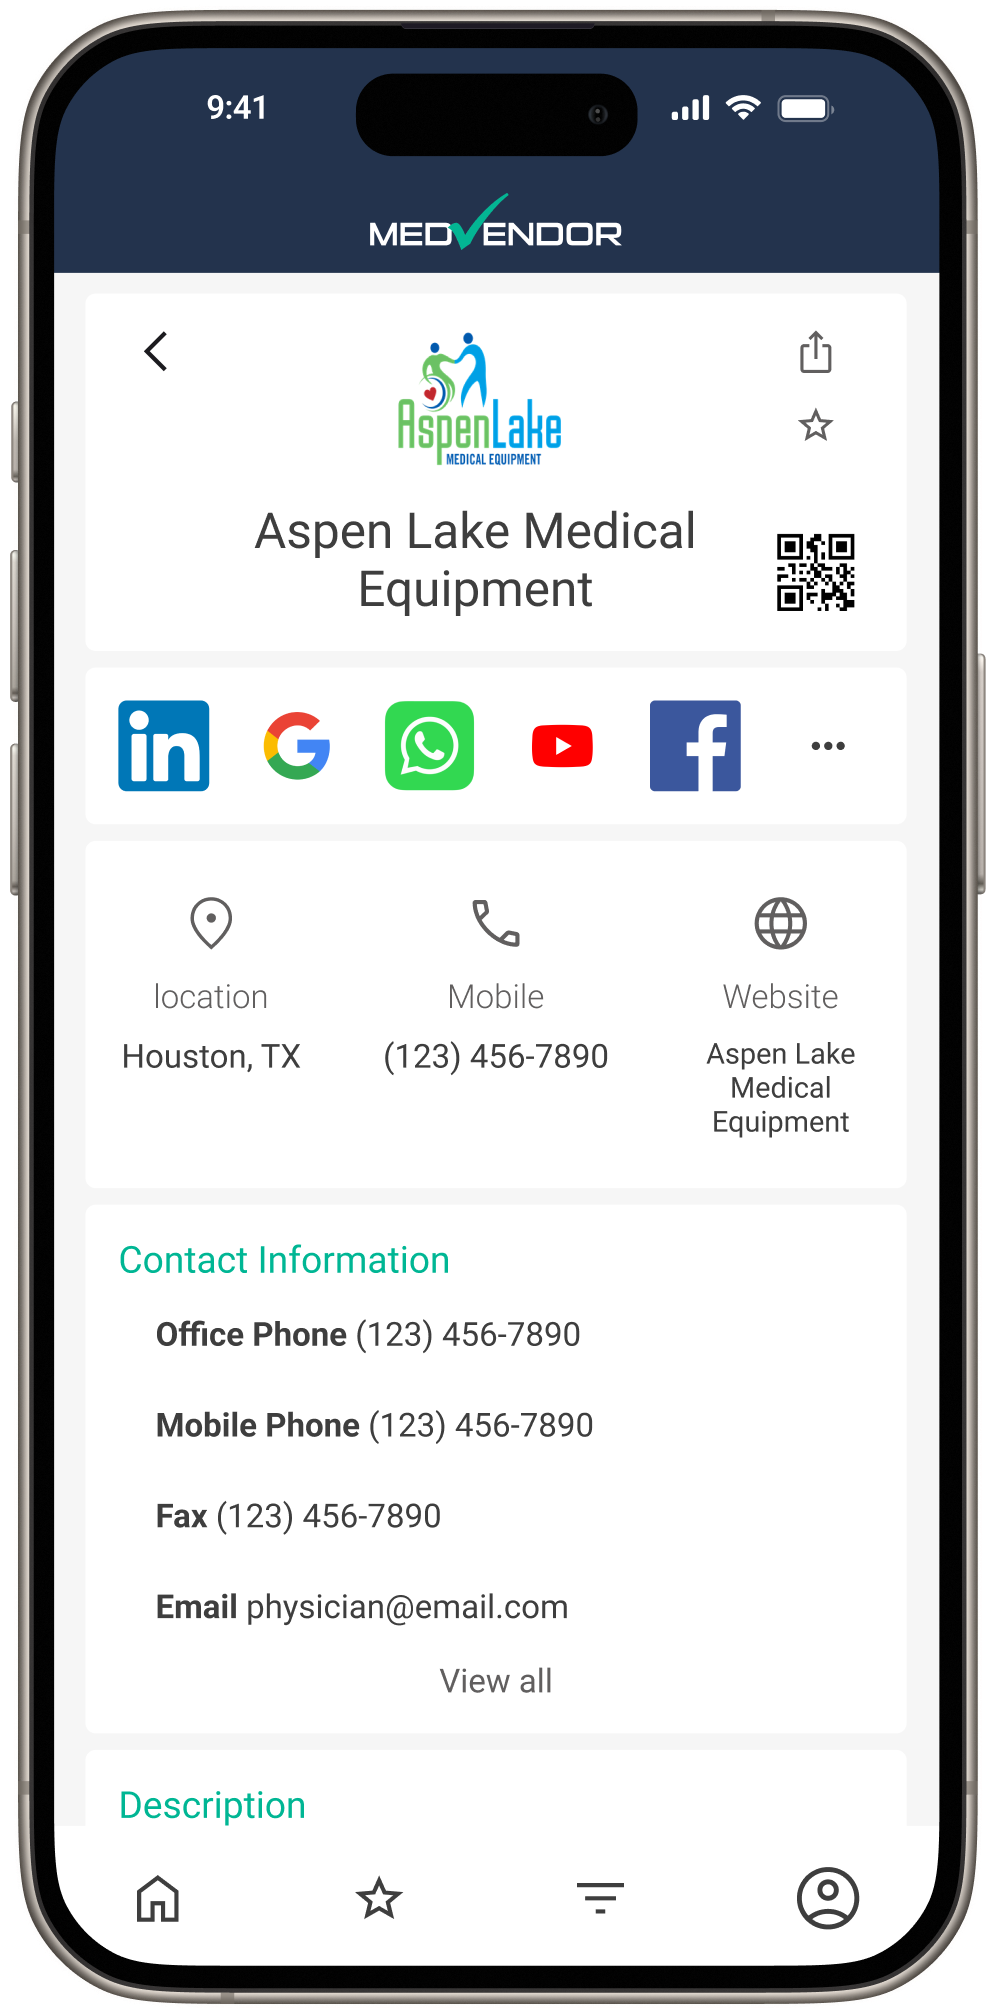 9:41
MEDVENDOR
AspenLake
MEDICAL EQUIPMENT
Aspen Lake Medical
Equipment
in
G
f
location
Mobile
Website
Houston, TX
(123) 456-7890
Aspen Lake
Medical
Equipment
Contact Information
Office Phone (123) 456-7890
Mobile Phone (123) 456-7890
Fax (123) 456-7890
Email physician@email.com
View all
Description